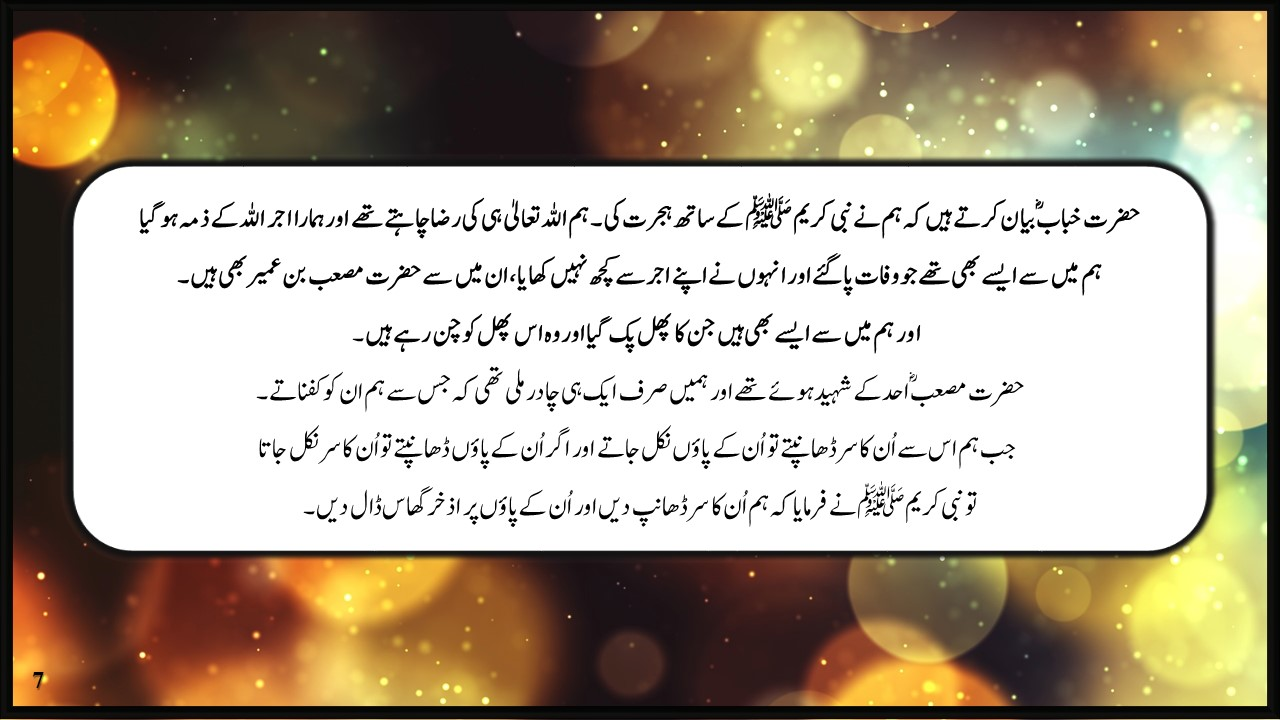 حضرت خبابؓ بیان کرتے ہیں کہ ہم نے نبی کریم ﷺ کے ساتھ ہجرت کی۔ ہم اللہ تعالیٰ ہی کی رضا چاہتے تھے اور ہمارا اجر اللہ کے ذمہ ہو گیا
ہم میں سے ایسے بھی تھے جو وفات پاگئے اور انہوں نے اپنے اجر سے کچھ نہیں کھایا، ان میں سے حضرت مصعب بن عمیر بھی ہیں۔
اور ہم میں سے ایسے بھی ہیں جن کا پھل پک گیا اور وہ اس پھل کو چن رہے ہیں۔
حضرت مصعبؓ اُحد کے شہید ہوئے تھے اور ہمیں صرف ایک ہی چادر ملی تھی کہ جس سے ہم ان کو کفناتے۔
جب ہم اس سے اُن کا سر ڈھانپتے تو اُن کے پاؤں نکل جاتے اور اگر اُن کے پاؤں ڈھانپتے تو اُن کا سر نکل جاتا
تو نبی کریم ﷺ نے فرمایا کہ ہم اُن کا سر ڈھانپ دیں اور اُن کے پاؤں پر اذخر گھاس ڈال دیں۔
7